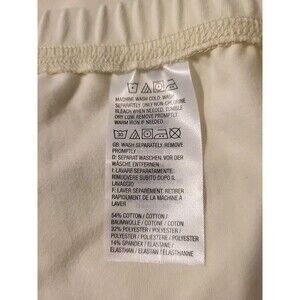 MACHINE WASH COLD. WASH
SEPARATELY. ONLY NON-CHLORINE
BLEACH WHEN NEEDED. TUMBLE
DRY LOW. REMOVE PROMPTLY.
WARM IRON IF NEEDED.
30
GB: WASH SEPARATELY. REMOVE
PROMPTLY
D: SEPARAT WASCHEN, VOR DER
WÄSCHE ENTFERNEN
I: LAVARE SEPARATAMENTE.
RIMUOVERE SUBITO DOPO IL
LAVAGGIO
F: LAVER SÉPARÉMENT. RETIRER
RAPIDEMENT DE LA MACHINE À
LAVER
54% COTTON / COTTON /
BAUMWOLLE / COTONE / COTON
32% POLYESTER / POLYESTER /
POLYESTERE / POLYESTER
14% SPANDEX / ELASTANE /
ELASTHAN / ELASTAN / ELASTHANNE